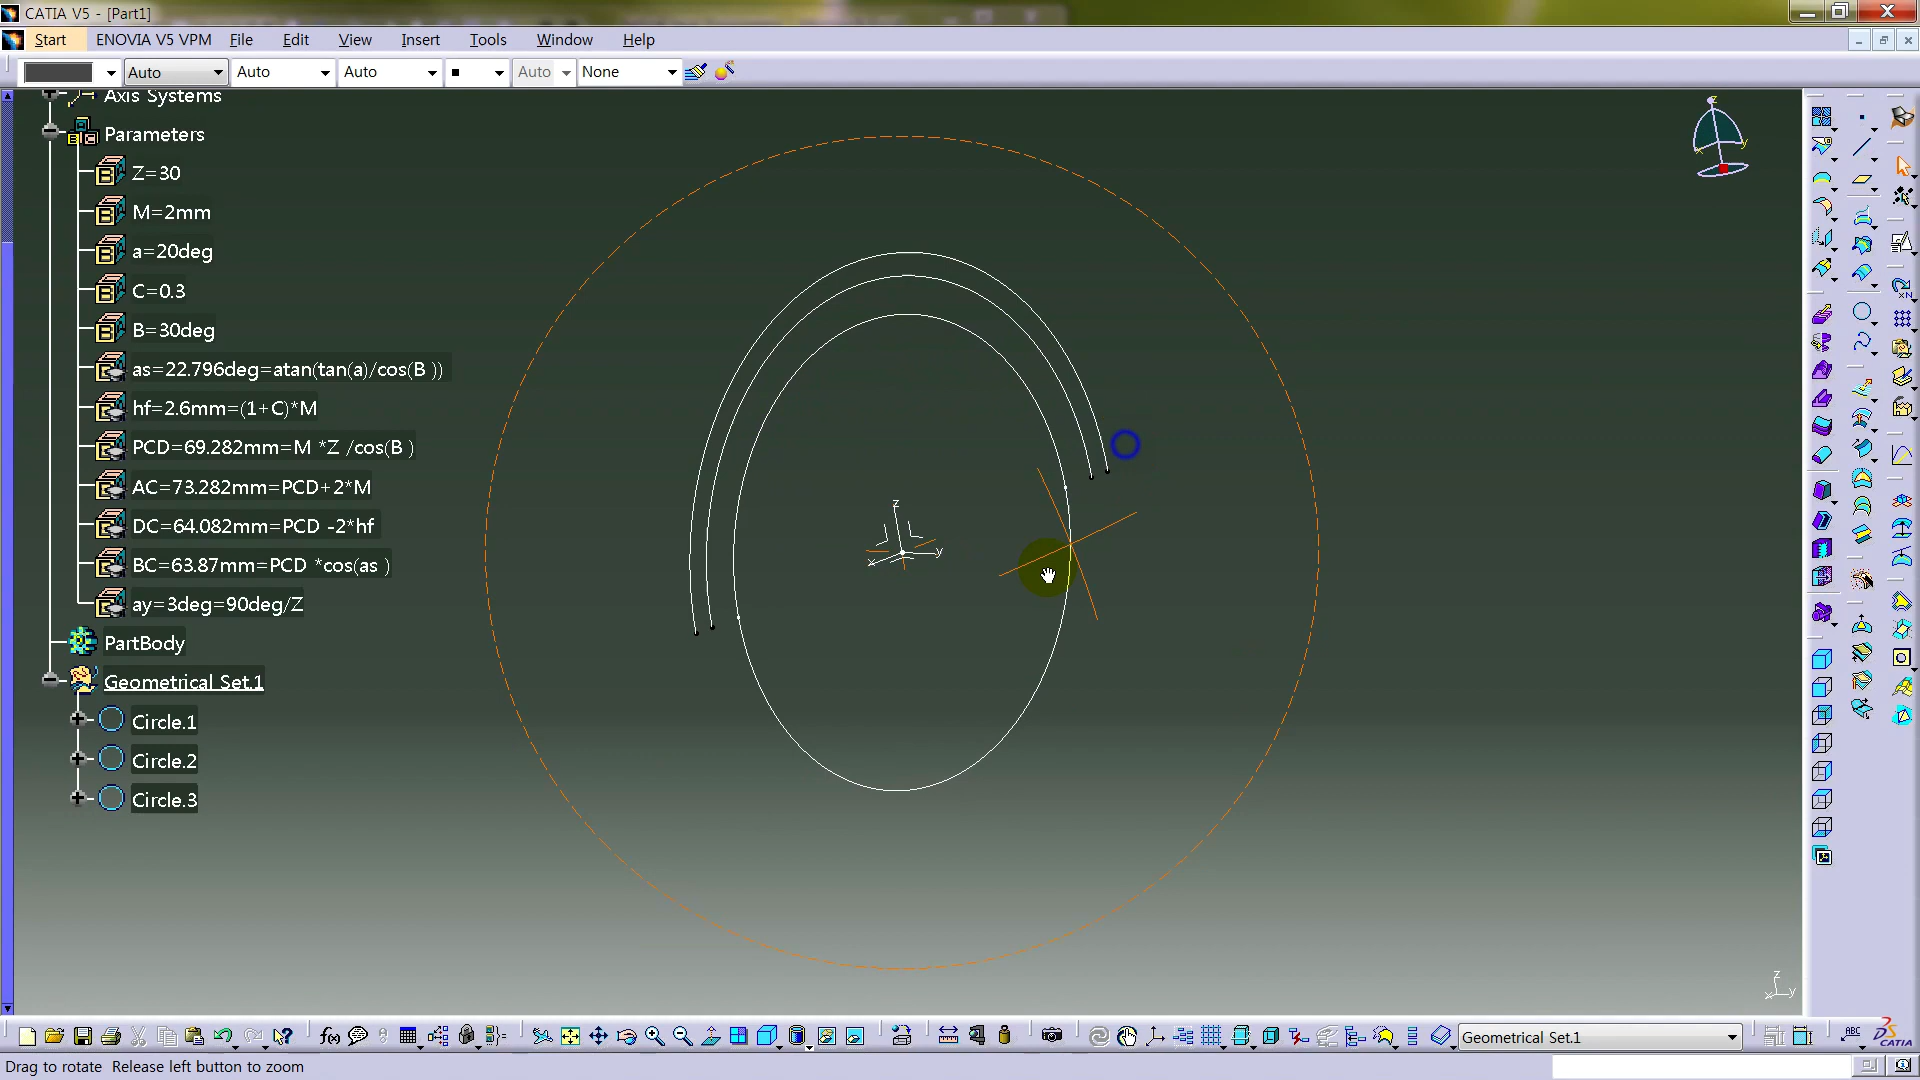 CATIA V5 - [Part1]
Start ENOVIA V5 VPM File Edit View Insert Tools Window Help
Auto Auto Auto Auto None
Axis Systems
Parameters
Z=30
M=2mm
a=20deg
C=0.3
B=30deg
as=22.796deg=atan(tan(a)/cos(B ))
hf=2.6mm=(1+C)*M
PCD=69.282mm=M *Z /cos(B )
AC=73.282mm=PCD+2*M
DC=64.082mm=PCD -2*hf
BC=63.87mm=PCD *cos(as )
ay=3deg=90deg/Z
PartBody
Geometrical Set.1
Circle.1
Circle.2
Circle.3
z
x
y
z
x
y
Geometrical Set.1
ABC
CATIA
Drag to rotate Release left button to zoom